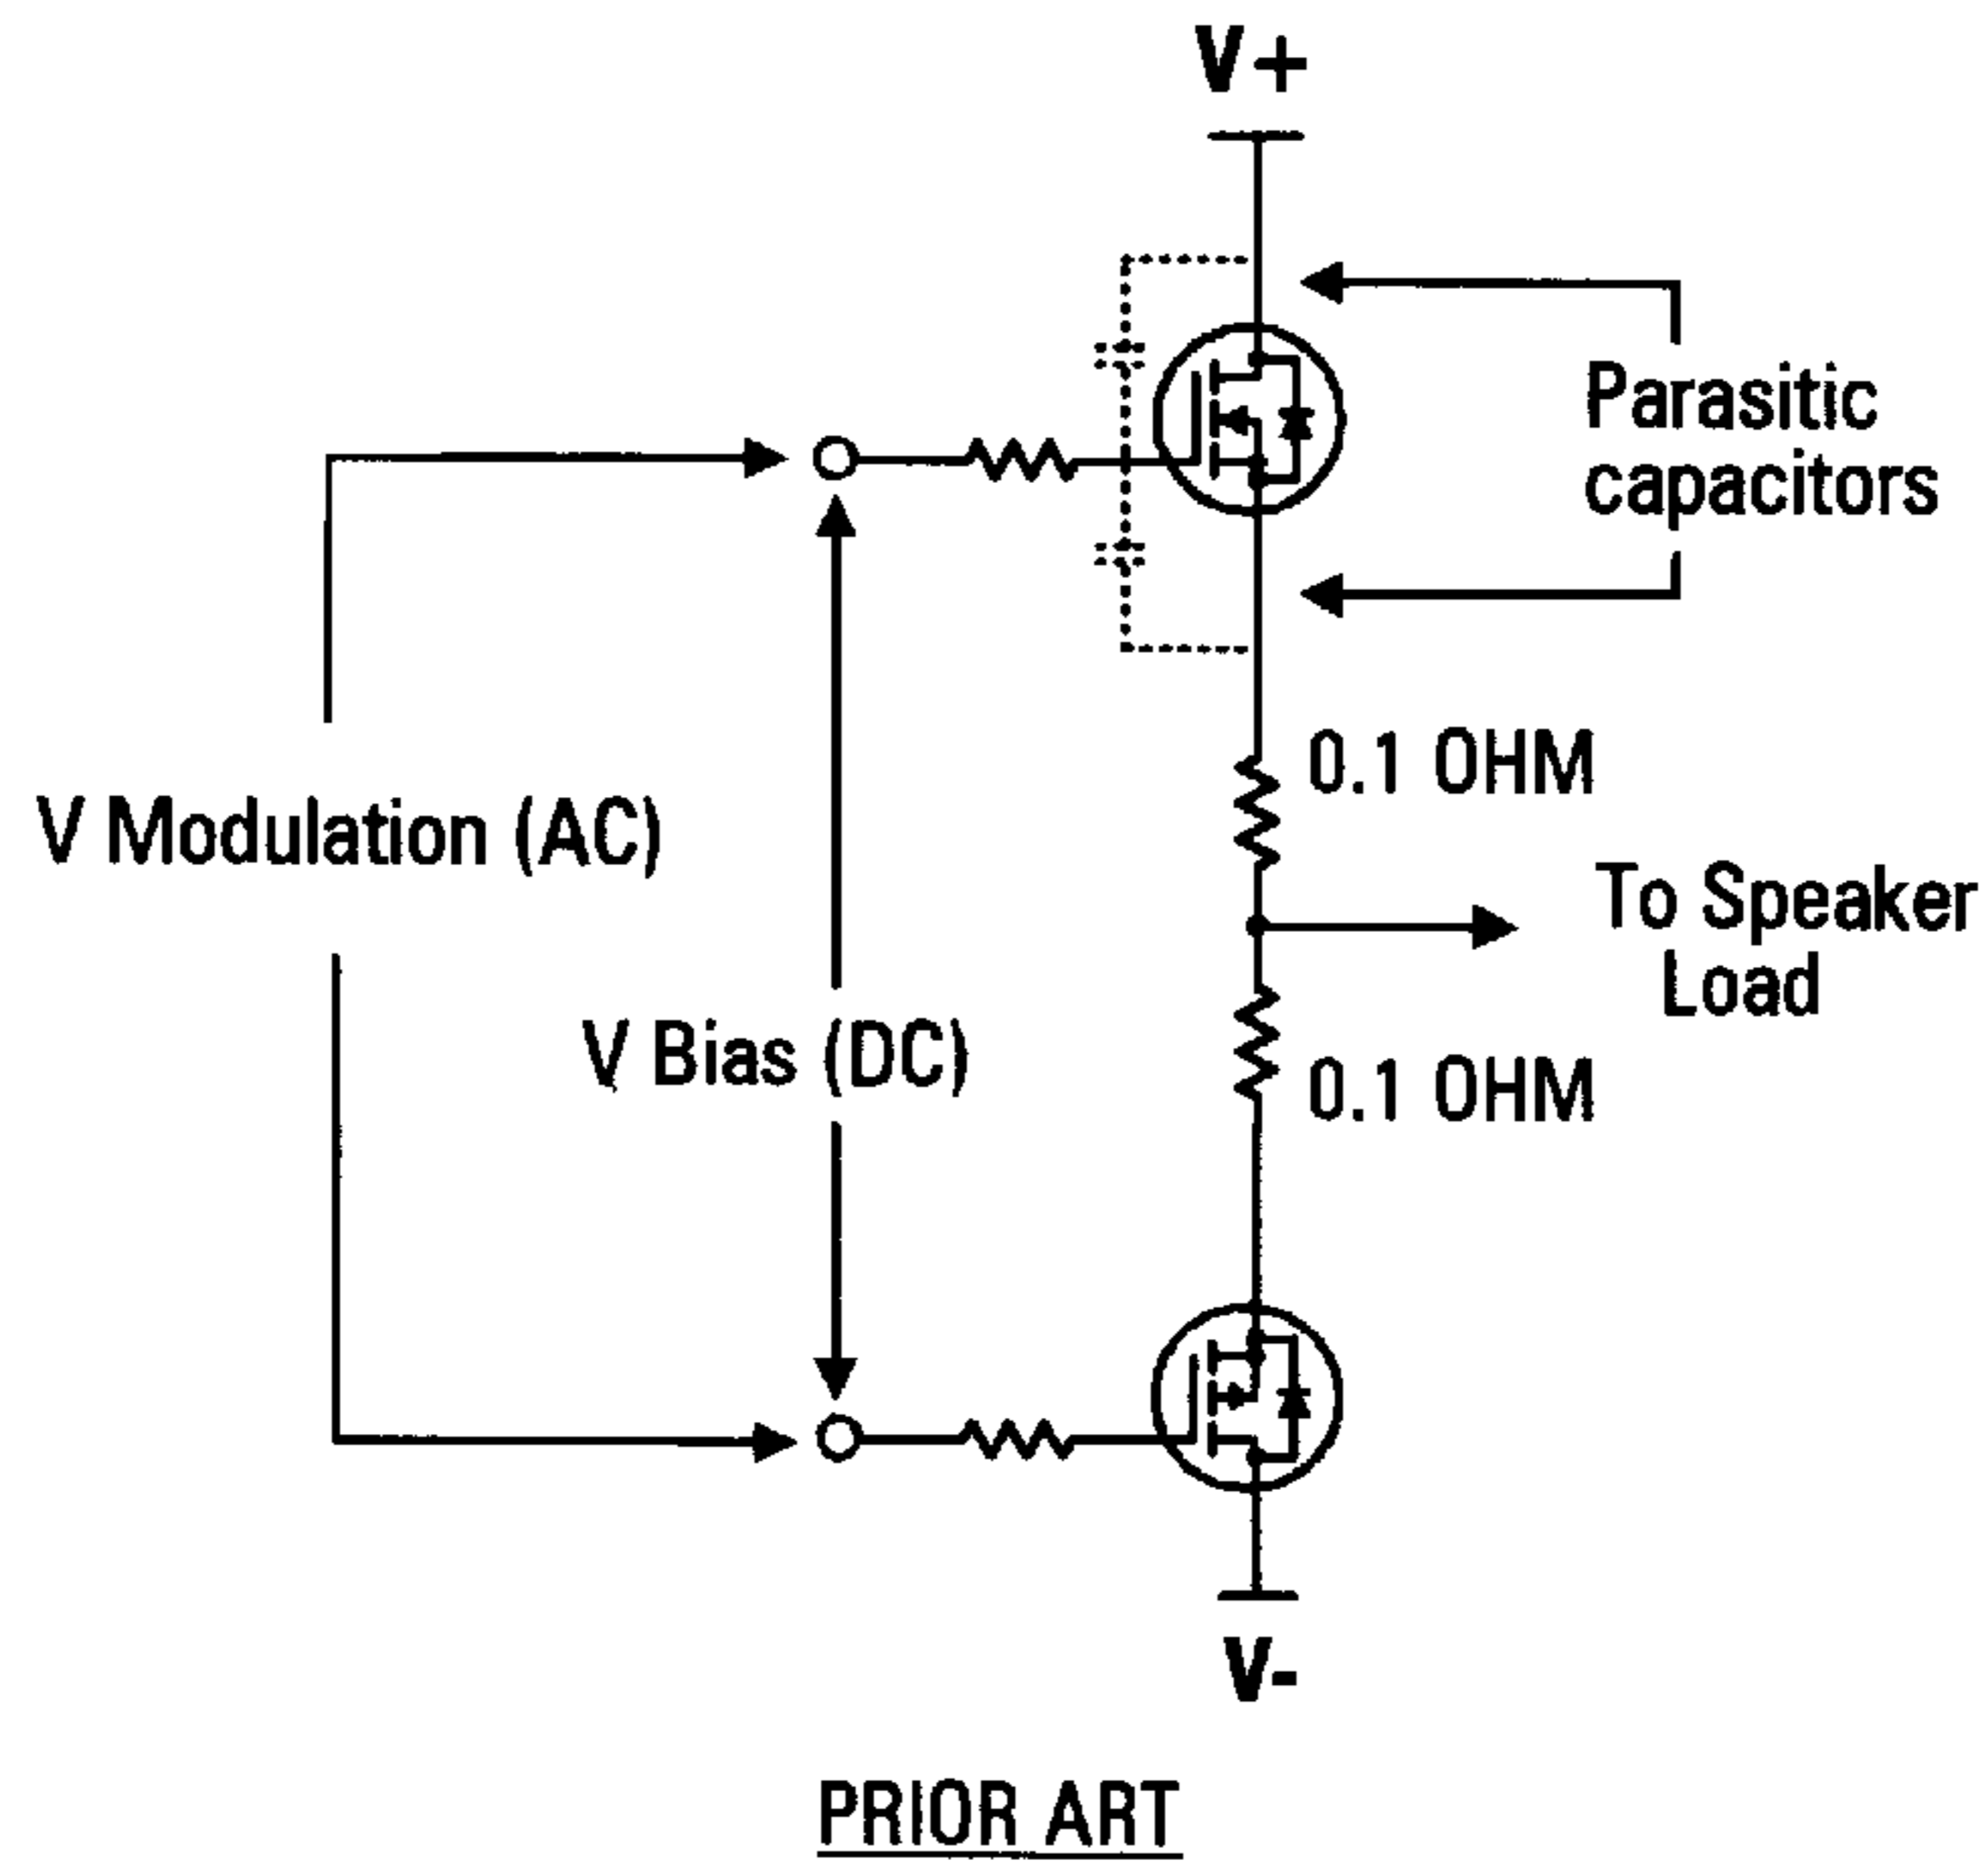 V+
Parasitic
capacitors
0.1 OHM
V Modulation (AC)
To Speaker
Load
V Bias (DC)
0.1 OHM
V-
PRIOR ART